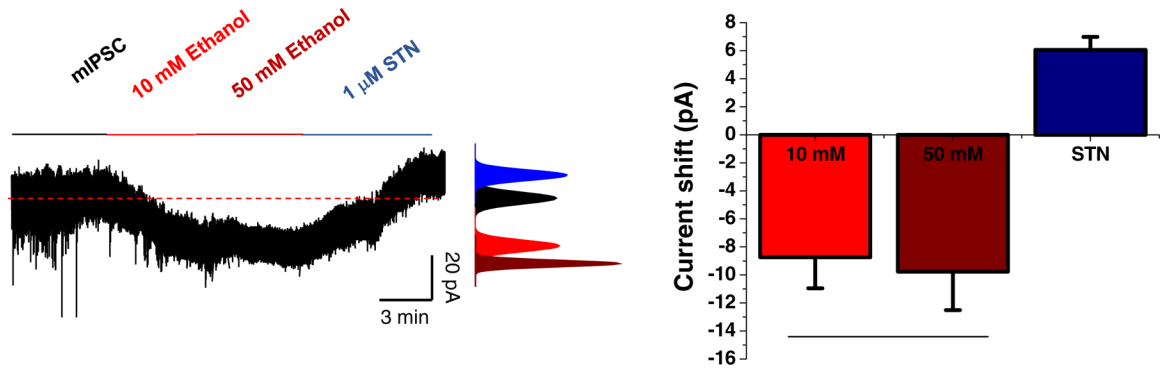 mIPSC
10 mM Ethanol
50 mM Ethanol
1 μM STN
20 pA
3 min
Current shift (pA)
8
6
4
2
0
-2
-4
-6
-8
-10
-12
-14
-16
10 mM
50 mM
STN